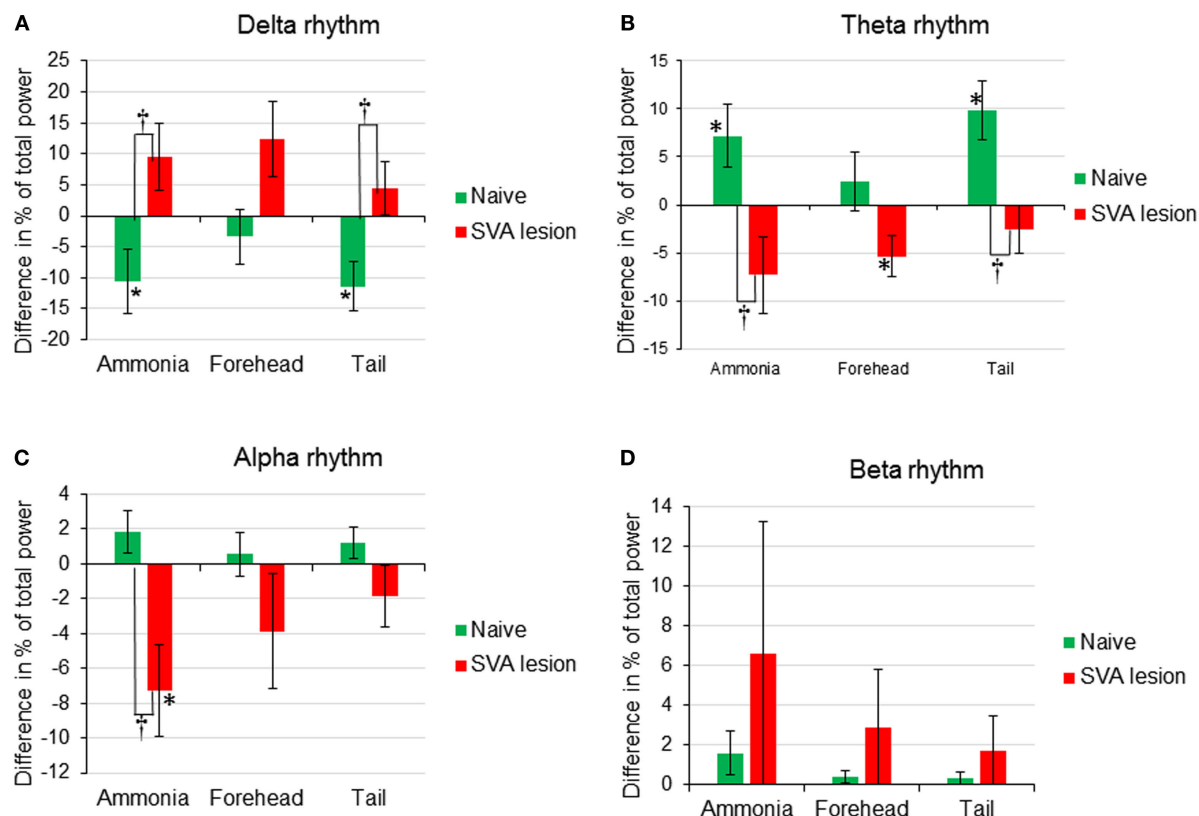 A
Delta rhythm
Difference in % of total power
25
20
15
10
5
0
-5
-10
-15
-20
‡
‡
*
*
Ammonia Forehead Tail
Naive
SVA lesion
B
Theta rhythm
Difference in % of total power
15
10
5
0
-5
-10
-15
*
*
*
‡
‡
Ammonia Forehead Tail
Naive
SVA lesion
C
Alpha rhythm
Difference in % of total power
4
2
0
-2
-4
-6
-8
-10
-12
‡
*
Ammonia Forehead Tail
Naive
SVA lesion
D
Beta rhythm
Difference in % of total power
14
12
10
8
6
4
2
0
Ammonia Forehead Tail
Naive
SVA lesion